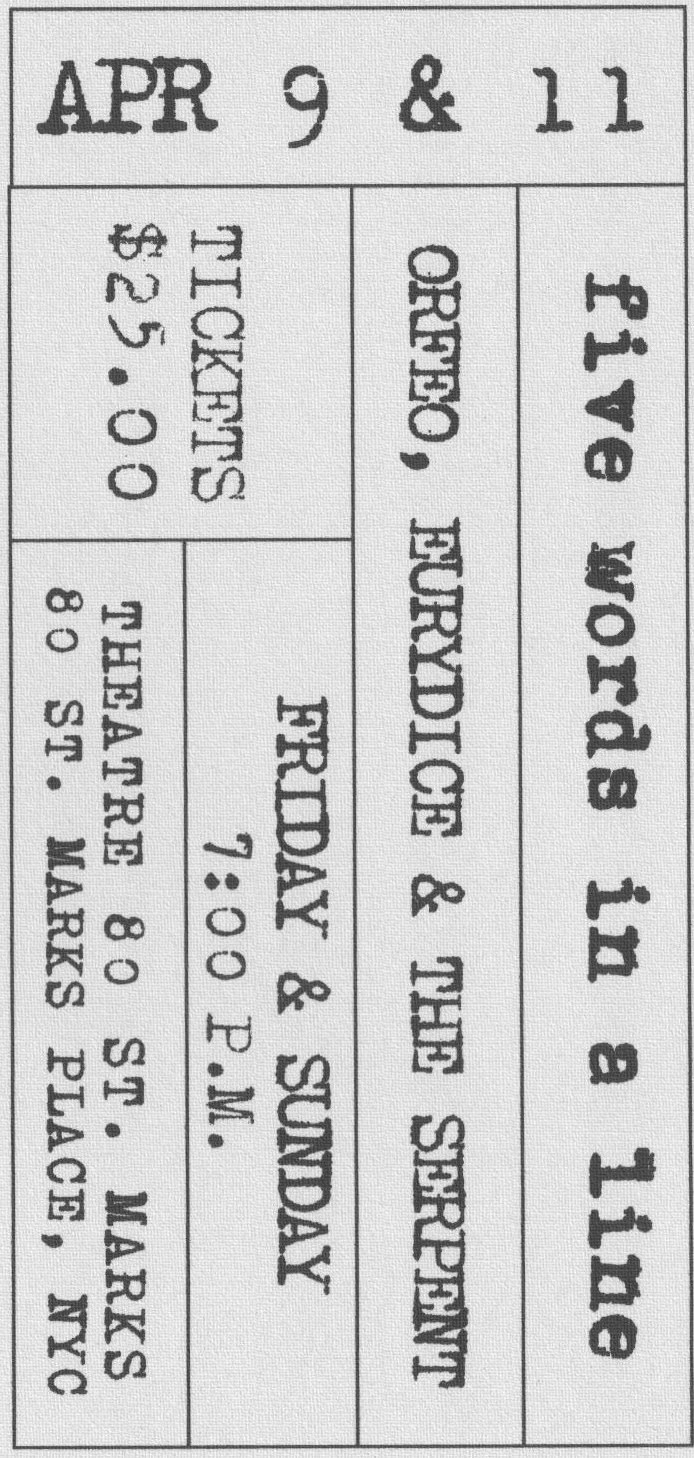 APR 9 & 11
five words in a line
ORFEO, EURYDICE & THE SERPENT
TICKETS
$25.00
FRIDAY & SUNDAY
7:00 P.M.
THEATRE 80 ST. MARKS
80 ST. MARKS PLACE, NYC